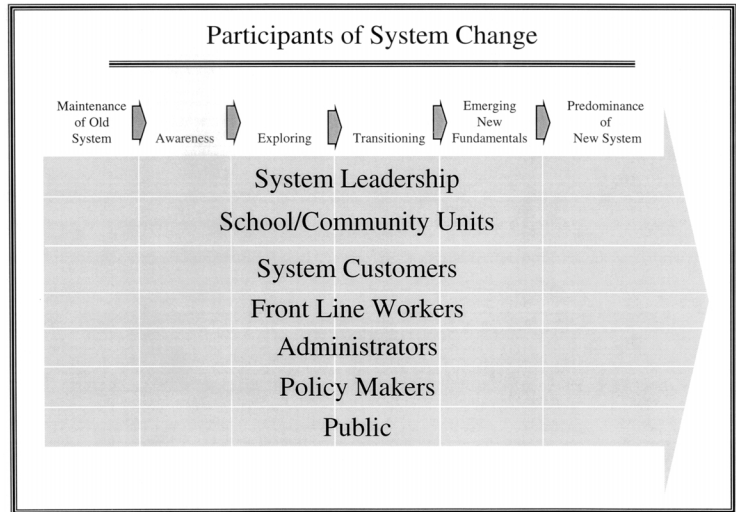 Participants of System Change
Maintenance
of Old
System
Awareness
Exploring
Transitioning
Emerging
New
Fundamentals
Predominance
of
New System
System Leadership
School/Community Units
System Customers
Front Line Workers
Administrators
Policy Makers
Public